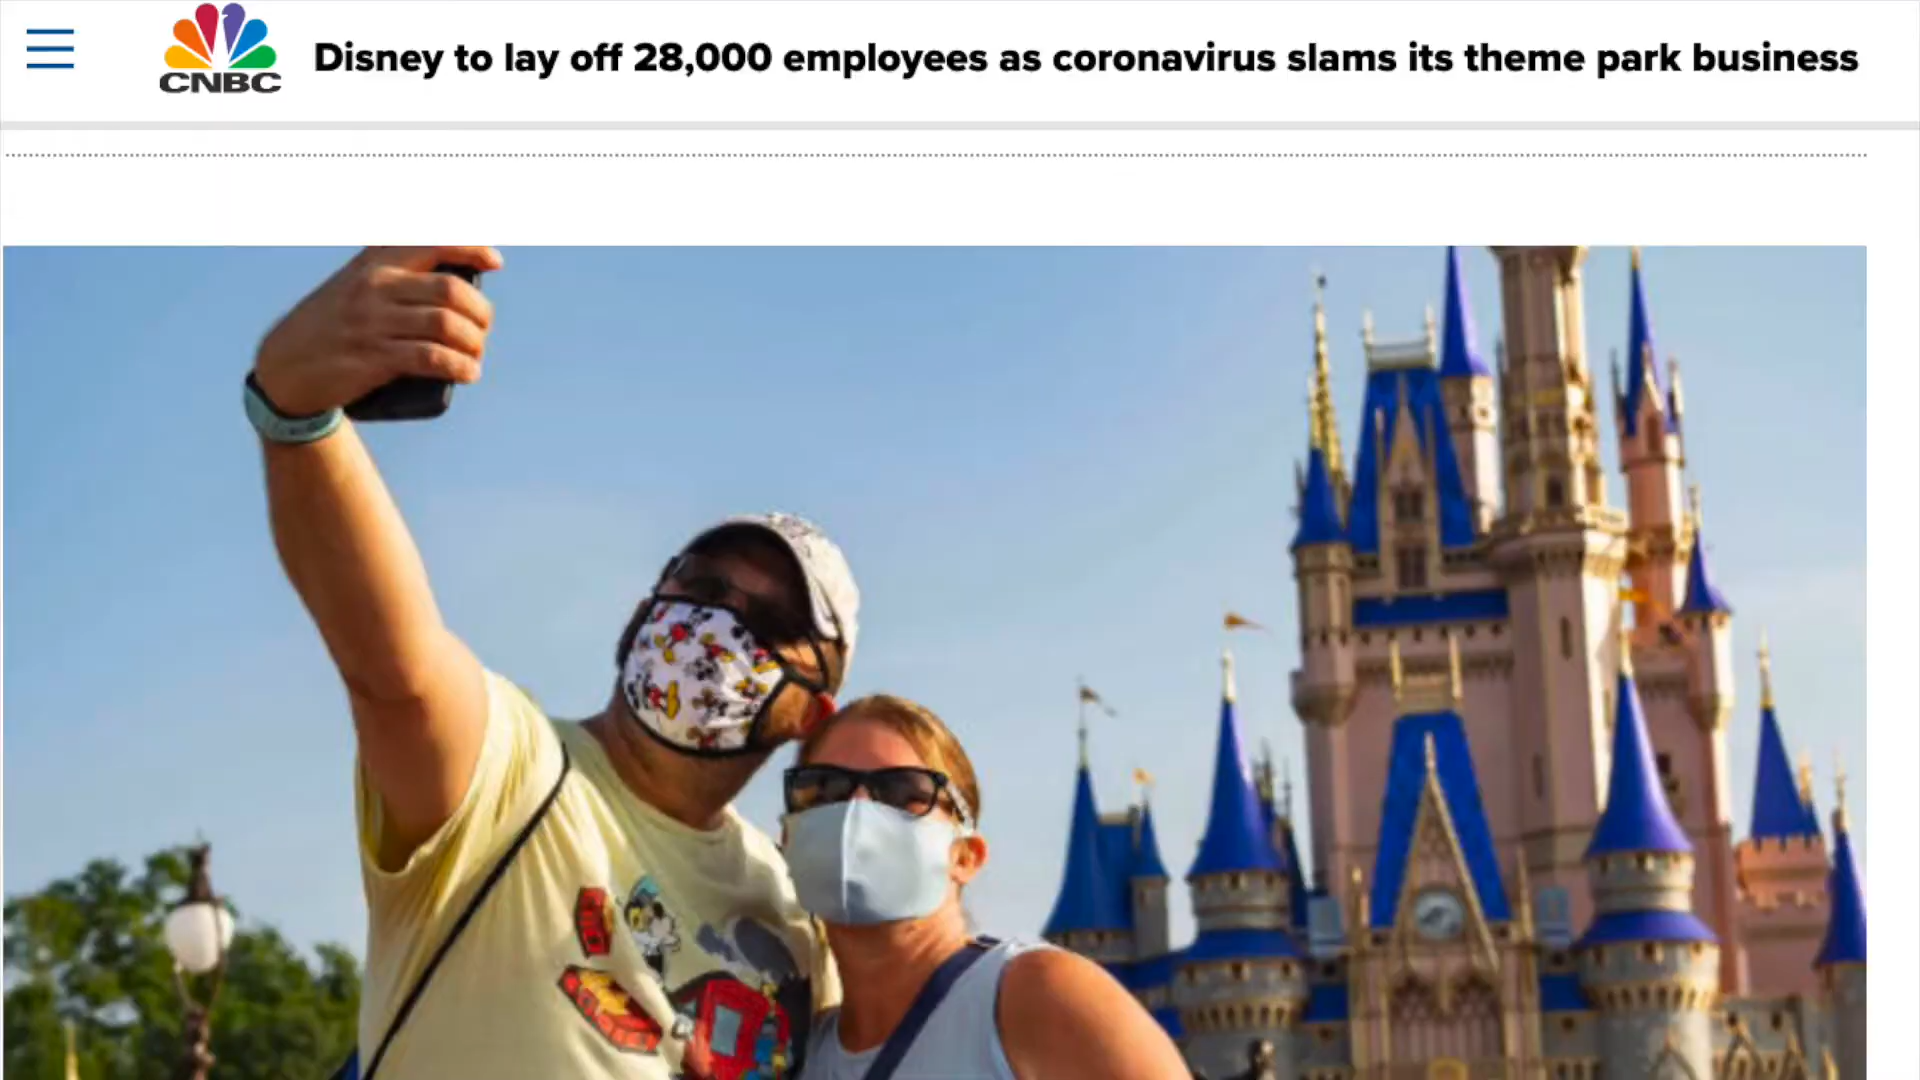 CNBC
Disney to lay off 28,000 employees as coronavirus slams its theme park business